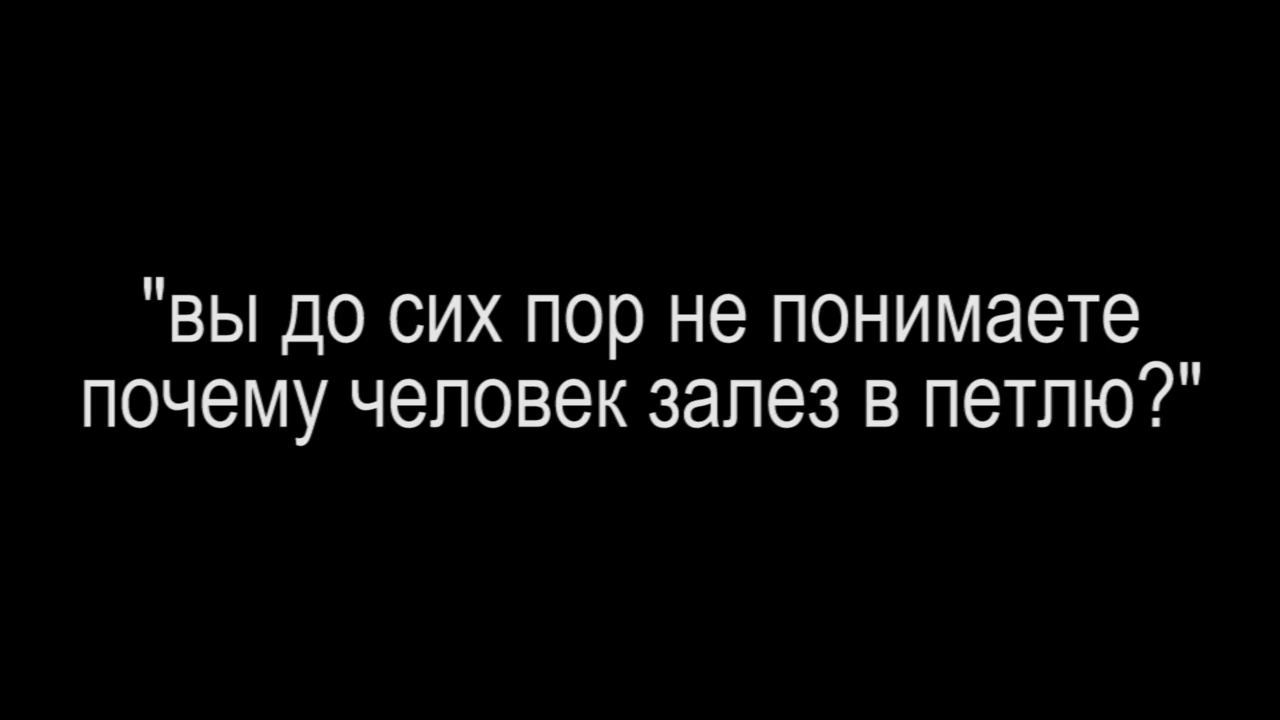 "вы до сих пор не понимаете
почему человек залез в петлю?"